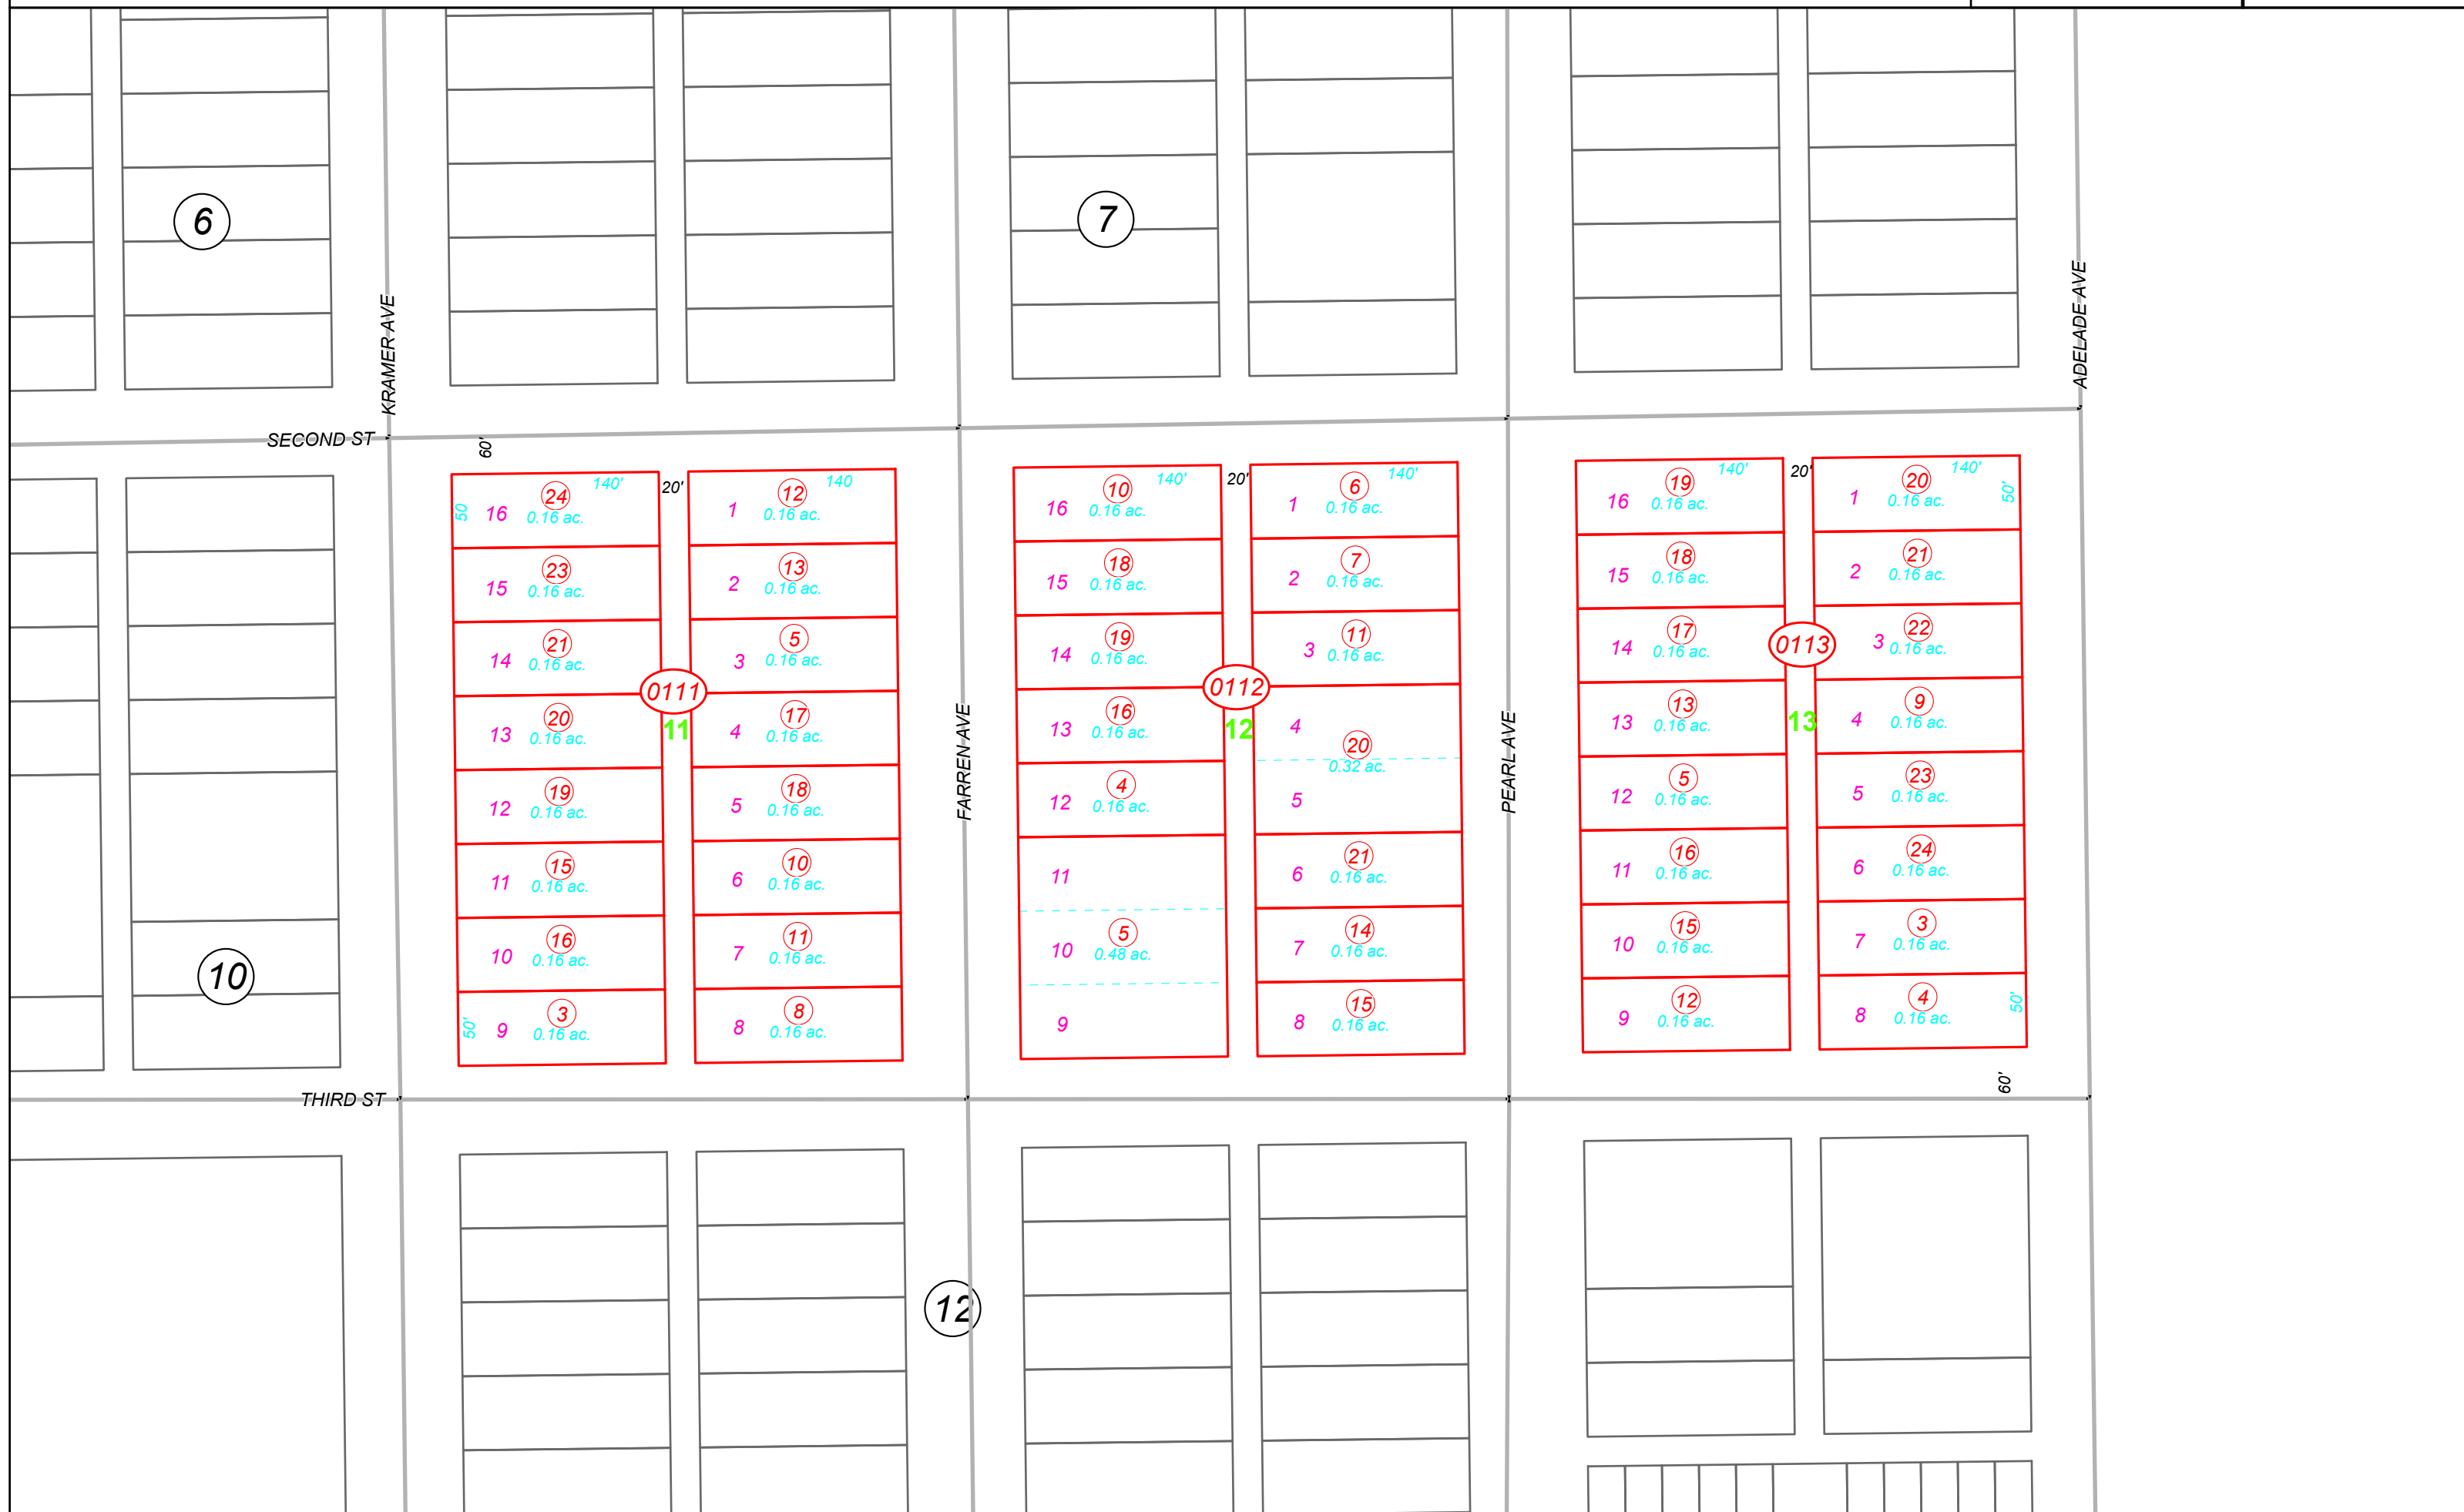 6
7
KRAMER AVE
ADELADE AVE
SECOND ST
60'
FARREN AVE
PEARL AVE
50
16
24
140'
0.16 ac.
15
23
0.16 ac.
14
21
0.16 ac.
13
20
0.16 ac.
12
19
0.16 ac.
11
15
0.16 ac.
10
16
0.16 ac.
50'
9
3
0.16 ac.
20'
0111
11
1
12
140
0.16 ac.
2
13
0.16 ac.
3
5
0.16 ac.
4
17
0.16 ac.
5
18
0.16 ac.
6
10
0.16 ac.
7
11
0.16 ac.
8
8
0.16 ac.
16
10
140'
0.16 ac.
15
18
0.16 ac.
14
19
0.16 ac.
13
16
0.16 ac.
12
4
0.16 ac.
11
10
5
0.48 ac.
9
20'
0112
12
1
6
140'
0.16 ac.
2
7
0.16 ac.
3
11
0.16 ac.
4
20
0.32 ac.
5
6
21
0.16 ac.
7
14
0.16 ac.
8
15
0.16 ac.
16
19
140'
0.16 ac.
15
18
0.16 ac.
14
17
0.16 ac.
13
13
0.16 ac.
12
5
0.16 ac.
11
16
0.16 ac.
10
15
0.16 ac.
9
12
0.16 ac.
20'
0113
13
1
20
140'
0.16 ac.
50'
2
21
0.16 ac.
3
22
0.16 ac.
4
9
0.16 ac.
5
23
0.16 ac.
6
24
0.16 ac.
7
3
0.16 ac.
8
4
0.16 ac.
50'
10
THIRD ST
60'
12